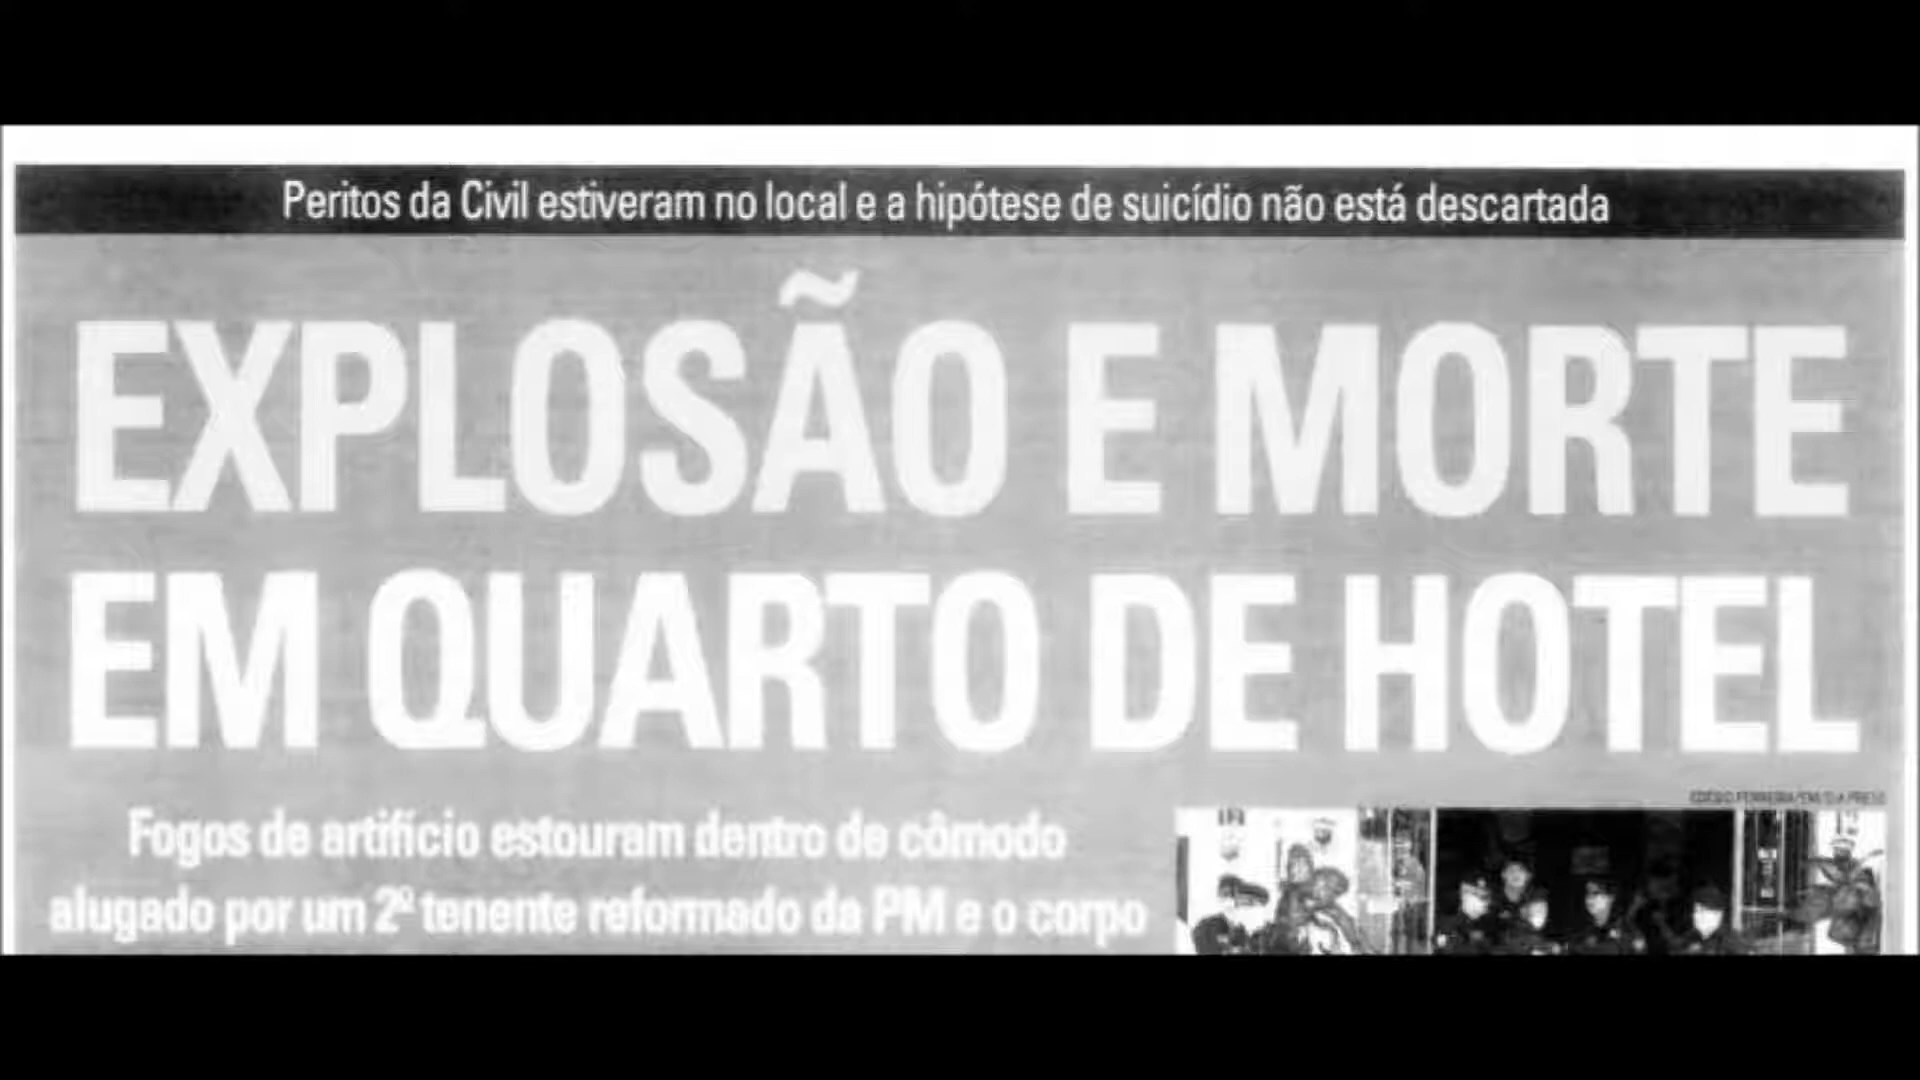 Peritos da Civil estiveram no local e a hipótese de suicídio não está descartada
EXPLOSÃO E MORTE
EM QUARTO DE HOTEL
Fogos de artifício estouram dentro de cômodo
alugado por um 2º tenente reformado da PM e o corpo